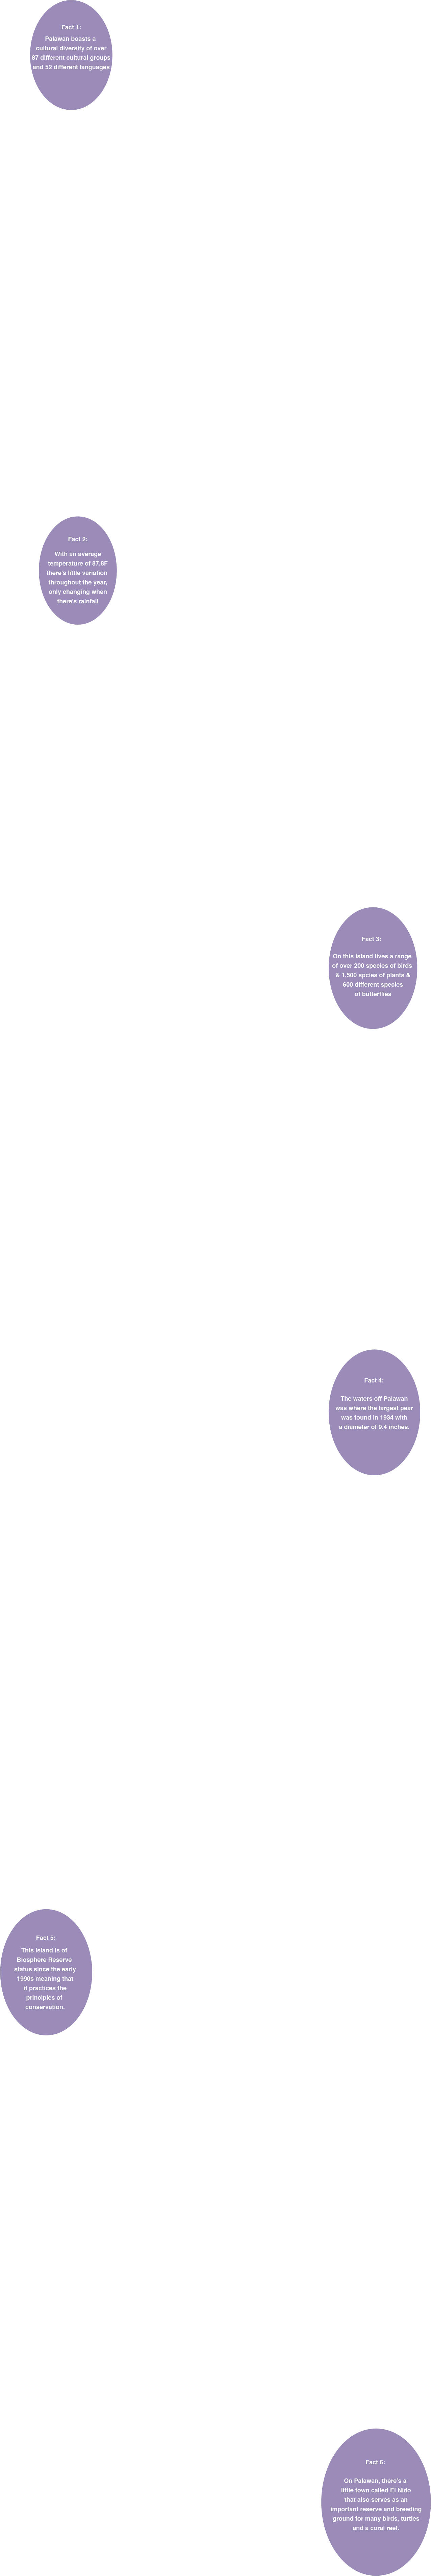 Fact 1:
Palawan boasts a
cultural diversity of over
87 different cultural groups
and 52 different languages
Fact 2:
With an average
temperature of 87.8F
there's little variation
throughout the year,
only changing when
there's rainfall
Fact 3:
On this island lives a range
of over 200 species of birds
& 1,500 spcies of plants &
600 different species
of butterflies
Fact 4:
The waters off Palawan
was where the largest pear
was found in 1934 with
a diameter of 9.4 inches.
Fact 5:
This island is of
Biosphere Reserve
status since the early
1990s meaning that
it practices the
principles of
conservation.
Fact 6:
On Palawan, there's a
little town called El Nido
that also serves as an
important reserve and breeding
ground for many birds, turtles
and a coral reef.